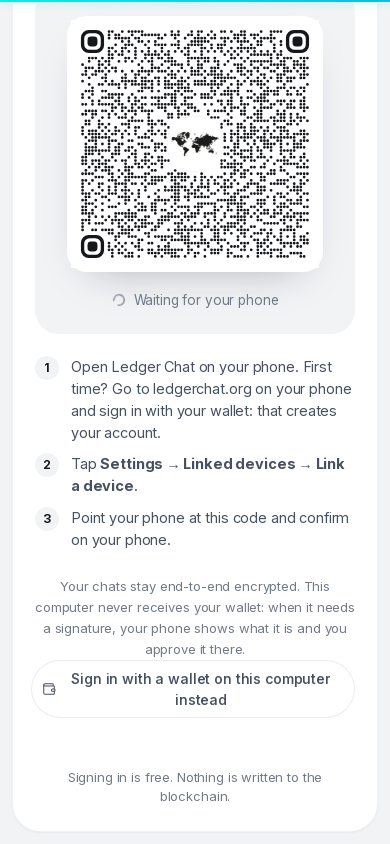 Waiting for your phone
1
Open Ledger Chat on your phone. First
time? Go to ledgerchat.org on your phone
and sign in with your wallet: that creates
your account.
2
Tap Settings → Linked devices → Link
a device.
3
Point your phone at this code and confirm
on your phone.
Your chats stay end-to-end encrypted. This
computer never receives your wallet: when it needs
a signature, your phone shows what it is and you
approve it there.
Sign in with a wallet on this computer
instead
Signing in is free. Nothing is written to the
blockchain.